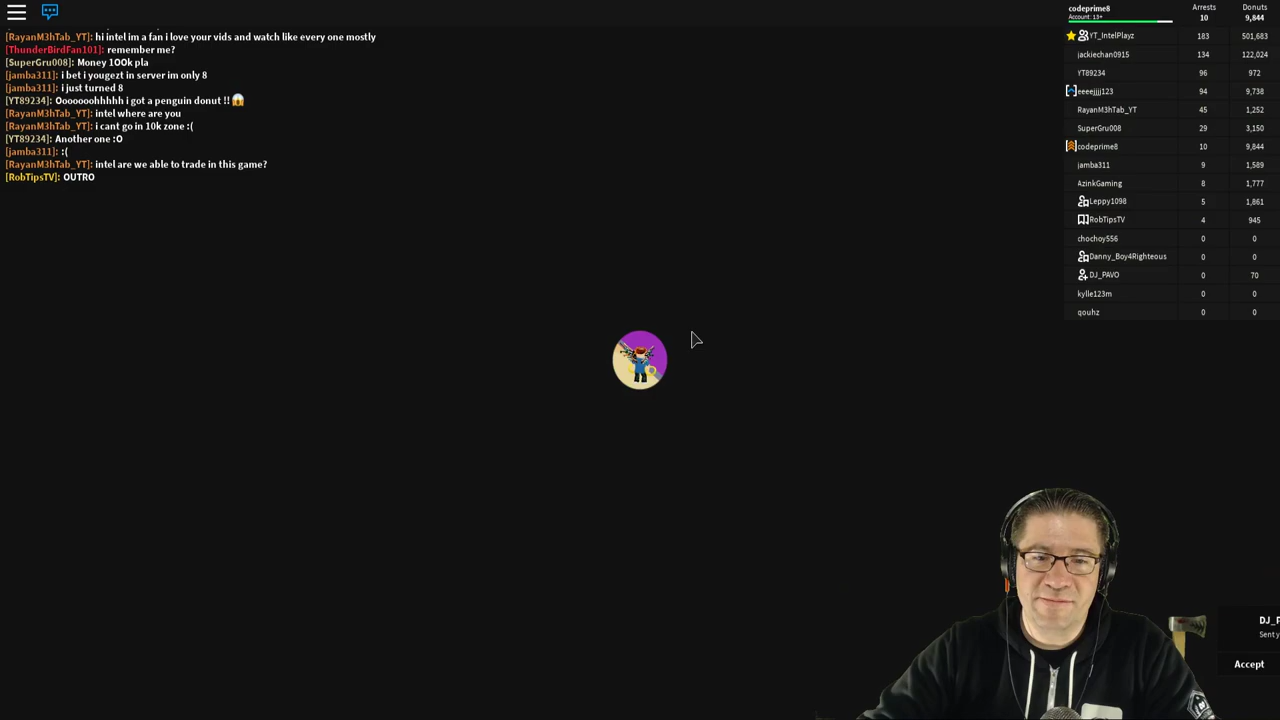 [RayanM3hTab_YT]: hi intel im a fan i love your vids and watch like every one mostly
[ThunderBirdFan101]: remember me?
[SuperGru008]: Money 1OOk pla
[jamba311]: i bet i yougezt in server im only 8
[jamba311]: i just turned 8
[YT89234]: Oooooooohhhhh i got a penguin donut !! 😱
[RayanM3hTab_YT]: intel where are you
[RayanM3hTab_YT]: i cant go in 10k zone :(
[YT89234]: Another one :O
[jamba311]: :(
[RayanM3hTab_YT]: intel are we able to trade in this game?
[RobTipsTV]: OUTRO
codeprime8 Arrests Donuts
Account: 13+ 10 9,844
YT_IntelPlayz 183 501,683
jackiechan0915 134 122,024
YT89234 96 972
eeeejjjj123 94 9,738
RayanM3hTab_YT 45 1,252
SuperGru008 29 3,150
codeprime8 10 9,844
jamba311 9 1,589
AzinkGaming 8 1,777
Leppy1098 5 1,861
RobTipsTV 4 945
chochoy556 0 0
Danny_Boy4Righteous 0 0
DJ_PAVO 0 70
kylle123m 0 0
qouhz 0 0
DJ_P
Sent y
Accept